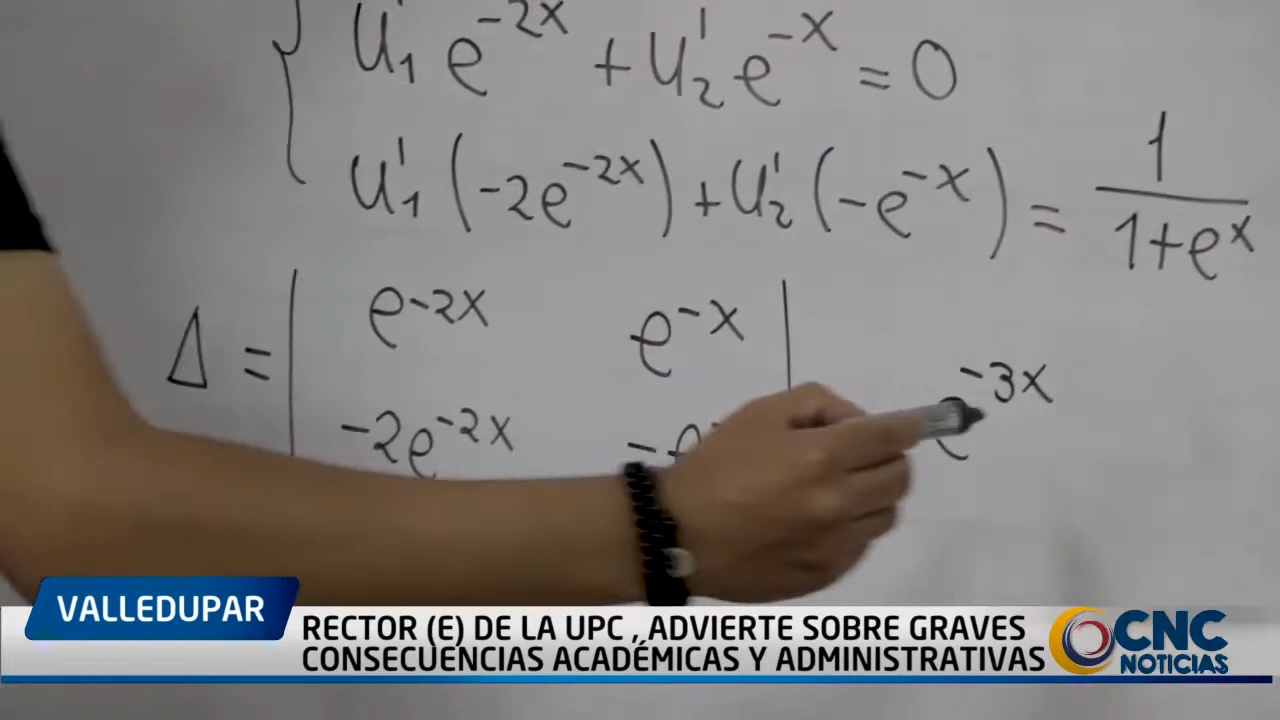 u₁' e^{-2x} + u₂' e^{-x} = 0
u₁' (-2e^{-2x}) + u₂' (-e^{-x}) = 1/(1+e^x)
Δ = | e^{-2x} e^{-x} |
-2e^{-2x} -e
e^{-3x}
VALLEDUPAR
RECTOR (E) DE LA UPC , ADVIERTE SOBRE GRAVES
CONSECUENCIAS ACADÉMICAS Y ADMINISTRATIVAS
CNC
NOTICIAS